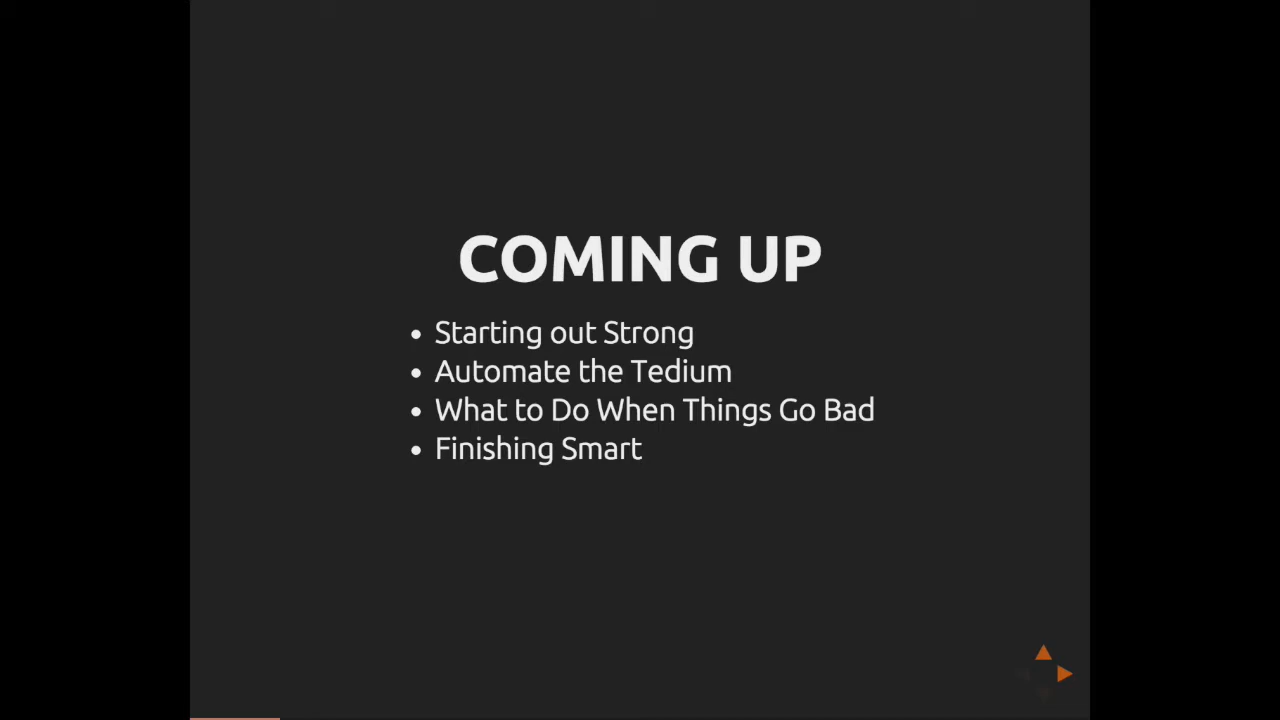 COMING UP
• Starting out Strong
• Automate the Tedium
• What to Do When Things Go Bad
• Finishing Smart